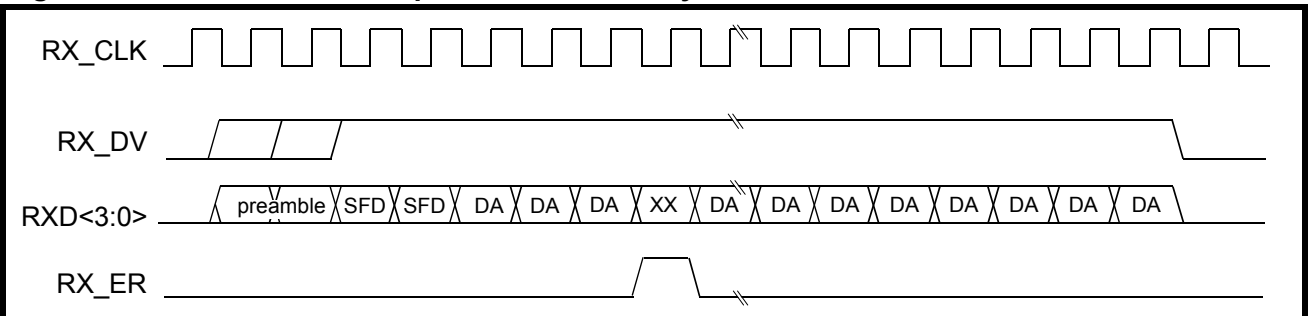 RX_CLK
RX_DV
RXD<3:0> preamble SFD SFD DA DA DA XX DA DA DA DA DA DA DA DA
RX_ER